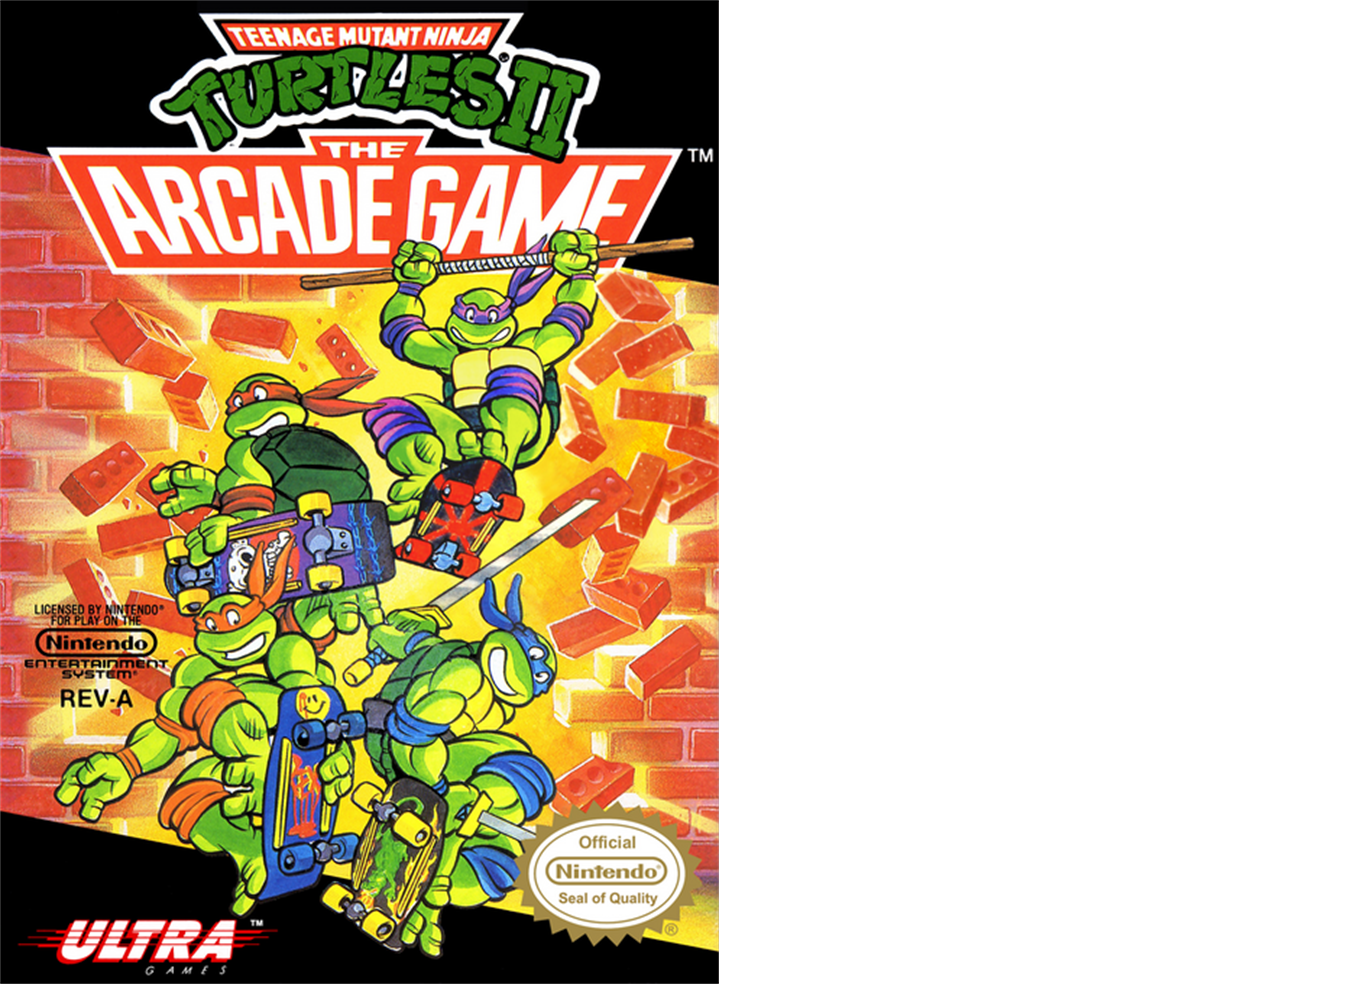 TEENAGE MUTANT NINJA
TURTLES II
THE
ARCADE GAME
TM
LICENSED BY NINTENDO®
FOR PLAY ON THE
Nintendo
ENTERTAINMENT
SYSTEM®
REV-A
Official
Nintendo®
Seal of Quality
®
ULTRA™
GAMES